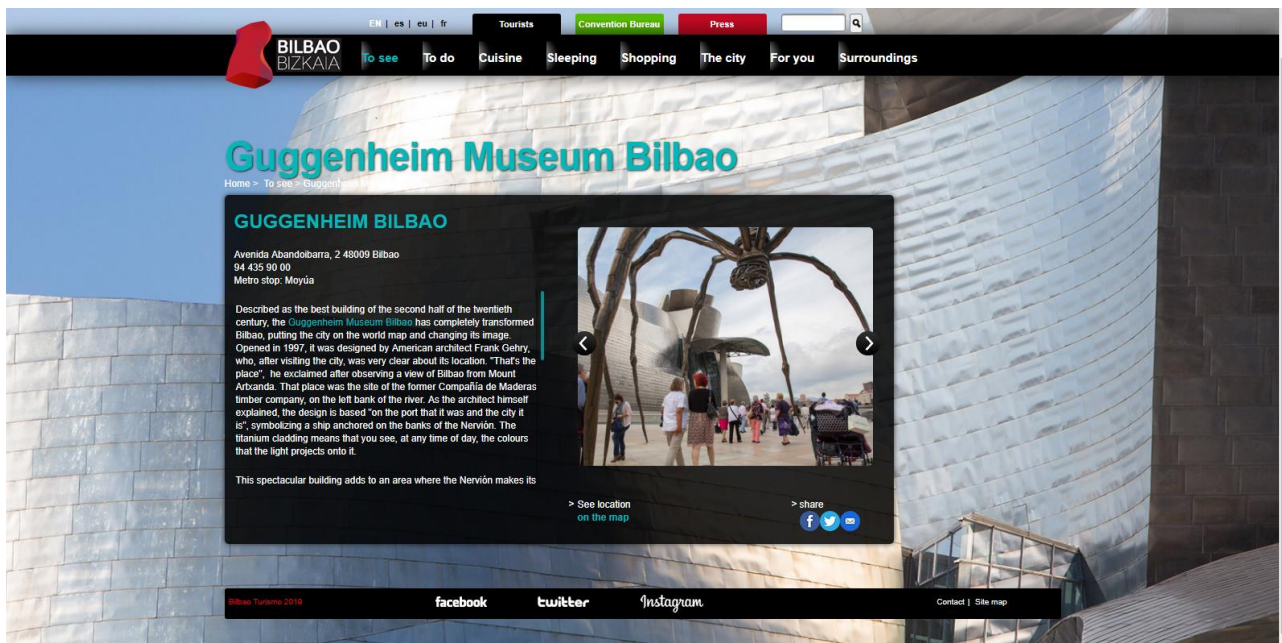 EN | es | eu | fr
Tourists
Convention Bureau
Press
BILBAO
BIZKAIA
To see
To do
Cuisine
Sleeping
Shopping
The city
For you
Surroundings
Guggenheim Museum Bilbao
Home > To see > Guggenheim
GUGGENHEIM BILBAO
Avenida Abandoibarra, 2 48009 Bilbao
94 435 90 00
Metro stop: Moyúa
Described as the best building of the second half of the twentieth
century, the Guggenheim Museum Bilbao has completely transformed
Bilbao, putting the city on the world map and changing its image.
Opened in 1997, it was designed by American architect Frank Gehry,
who, after visiting the city, was very clear about its location. "That's the
place", he exclaimed after observing a view of Bilbao from Mount
Artxanda. That place was the site of the former Compañía de Maderas
timber company, on the left bank of the river. As the architect himself
explained, the design is based "on the port that it was and the city it
is", symbolizing a ship anchored on the banks of the Nervión. The
titanium cladding means that you see, at any time of day, the colours
that the light projects onto it.
This spectacular building adds to an area where the Nervión makes its
> See location
on the map
> share
Bilbao Turismo 2019
facebook
twitter
Instagram
Contact | Site map